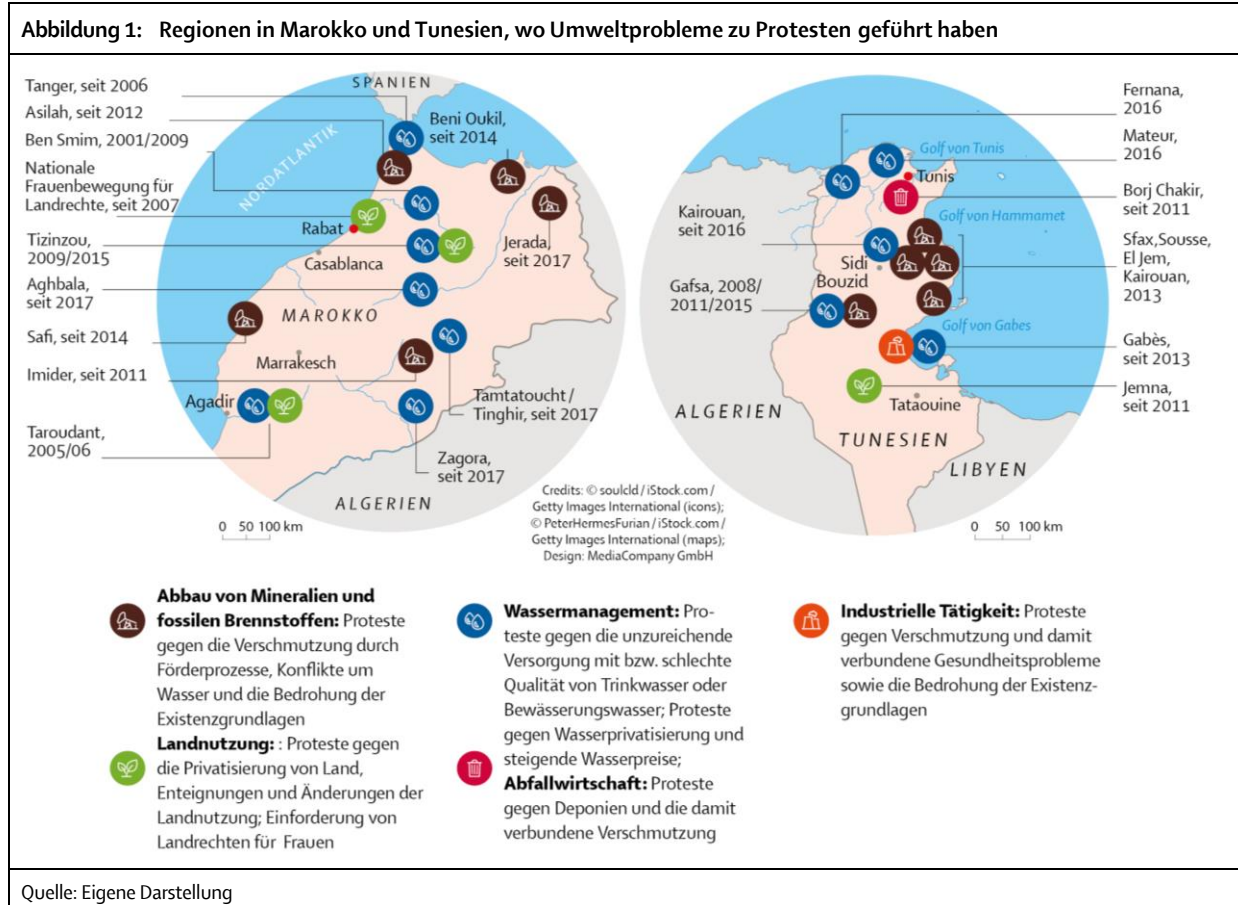 Abbildung 1: Regionen in Marokko und Tunesien, wo Umweltprobleme zu Protesten geführt haben
Tanger, seit 2006
Asilah, seit 2012
Ben Smim, 2001/2009
Nationale
Frauenbewegung für
Landrechte, seit 2007
Tizinzou,
2009/2015
Aghbala,
seit 2017
Safi, seit 2014
Imider, seit 2011
Taroudant,
2005/06
SPANIEN
NORDATLANTIK
Beni Oukil,
seit 2014
Rabat
Casablanca
Jerada,
seit 2017
MAROKKO
Marrakesch
Agadir
Tamtatoucht /
Tinghir, seit 2017
Zagora,
seit 2017
ALGERIEN
0 50 100 km
Credits: © soulcld / iStock.com /
Getty Images International (icons);
© PeterHermesFurian / iStock.com /
Getty Images International (maps);
Design: MediaCompany GmbH
Kairouan,
seit 2016
Gafsa, 2008/
2011/2015
Golf von Tunis
Tunis
Golf von Hammamet
Sidi
Bouzid
Golf von Gabes
Tataouine
ALGERIEN
TUNESIEN
LIBYEN
0 50 100 km
Fernana,
2016
Mateur,
2016
Borj Chakir,
seit 2011
Sfax,Sousse,
El Jem,
Kairouan,
2013
Gabès,
seit 2013
Jemna,
seit 2011
Abbau von Mineralien und
fossilen Brennstoffen: Proteste
gegen die Verschmutzung durch
Förderprozesse, Konflikte um
Wasser und die Bedrohung der
Existenzgrundlagen
Landnutzung: : Proteste gegen
die Privatisierung von Land,
Enteignungen und Änderungen der
Landnutzung; Einforderung von
Landrechten für Frauen
Wassermanagement: Pro-
teste gegen die unzureichende
Versorgung mit bzw. schlechte
Qualität von Trinkwasser oder
Bewässerungswasser; Proteste
gegen Wasserprivatisierung und
steigende Wasserpreise;
Abfallwirtschaft: Proteste
gegen Deponien und die damit
verbundene Verschmutzung
Industrielle Tätigkeit: Proteste
gegen Verschmutzung und damit
verbundene Gesundheitsprobleme
sowie die Bedrohung der Existenz-
grundlagen
Quelle: Eigene Darstellung